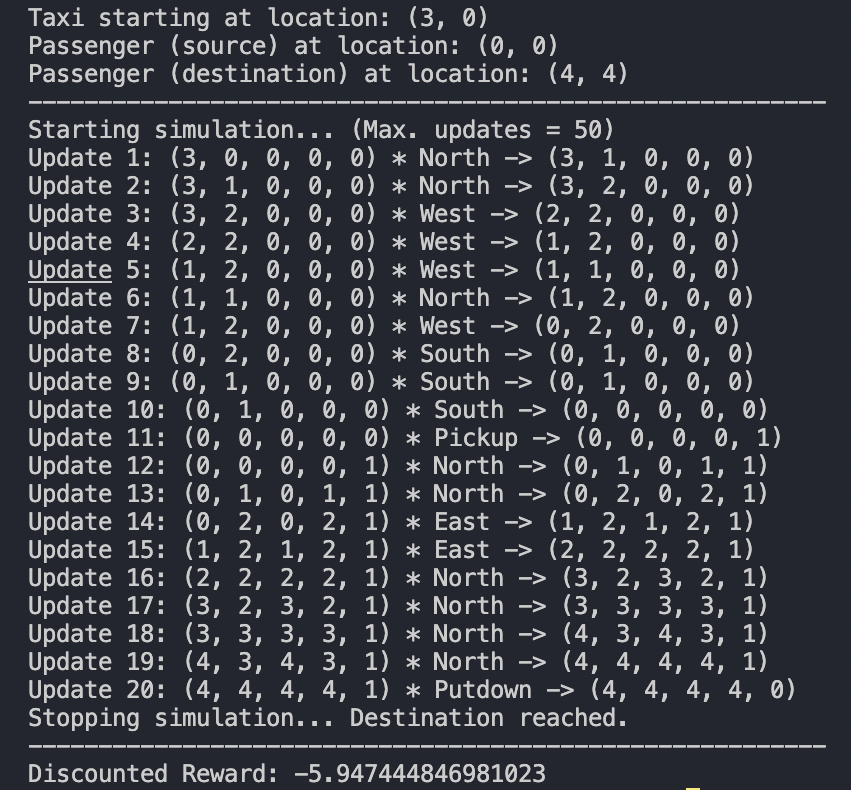 Taxi starting at location: (3, 0)
Passenger (source) at location: (0, 0)
Passenger (destination) at location: (4, 4)
---------------------------------------------------------
Starting simulation... (Max. updates = 50)
Update 1: (3, 0, 0, 0, 0) * North -> (3, 1, 0, 0, 0)
Update 2: (3, 1, 0, 0, 0) * North -> (3, 2, 0, 0, 0)
Update 3: (3, 2, 0, 0, 0) * West -> (2, 2, 0, 0, 0)
Update 4: (2, 2, 0, 0, 0) * West -> (1, 2, 0, 0, 0)
Update 5: (1, 2, 0, 0, 0) * West -> (1, 1, 0, 0, 0)
Update 6: (1, 1, 0, 0, 0) * North -> (1, 2, 0, 0, 0)
Update 7: (1, 2, 0, 0, 0) * West -> (0, 2, 0, 0, 0)
Update 8: (0, 2, 0, 0, 0) * South -> (0, 1, 0, 0, 0)
Update 9: (0, 1, 0, 0, 0) * South -> (0, 1, 0, 0, 0)
Update 10: (0, 1, 0, 0, 0) * South -> (0, 0, 0, 0, 0)
Update 11: (0, 0, 0, 0, 0) * Pickup -> (0, 0, 0, 0, 1)
Update 12: (0, 0, 0, 0, 1) * North -> (0, 1, 0, 1, 1)
Update 13: (0, 1, 0, 1, 1) * North -> (0, 2, 0, 2, 1)
Update 14: (0, 2, 0, 2, 1) * East -> (1, 2, 1, 2, 1)
Update 15: (1, 2, 1, 2, 1) * East -> (2, 2, 2, 2, 1)
Update 16: (2, 2, 2, 2, 1) * North -> (3, 2, 3, 2, 1)
Update 17: (3, 2, 3, 2, 1) * North -> (3, 3, 3, 3, 1)
Update 18: (3, 3, 3, 3, 1) * North -> (4, 3, 4, 3, 1)
Update 19: (4, 3, 4, 3, 1) * North -> (4, 4, 4, 4, 1)
Update 20: (4, 4, 4, 4, 1) * Putdown -> (4, 4, 4, 4, 0)
Stopping simulation... Destination reached.
---------------------------------------------------------
Discounted Reward: -5.947444846981023